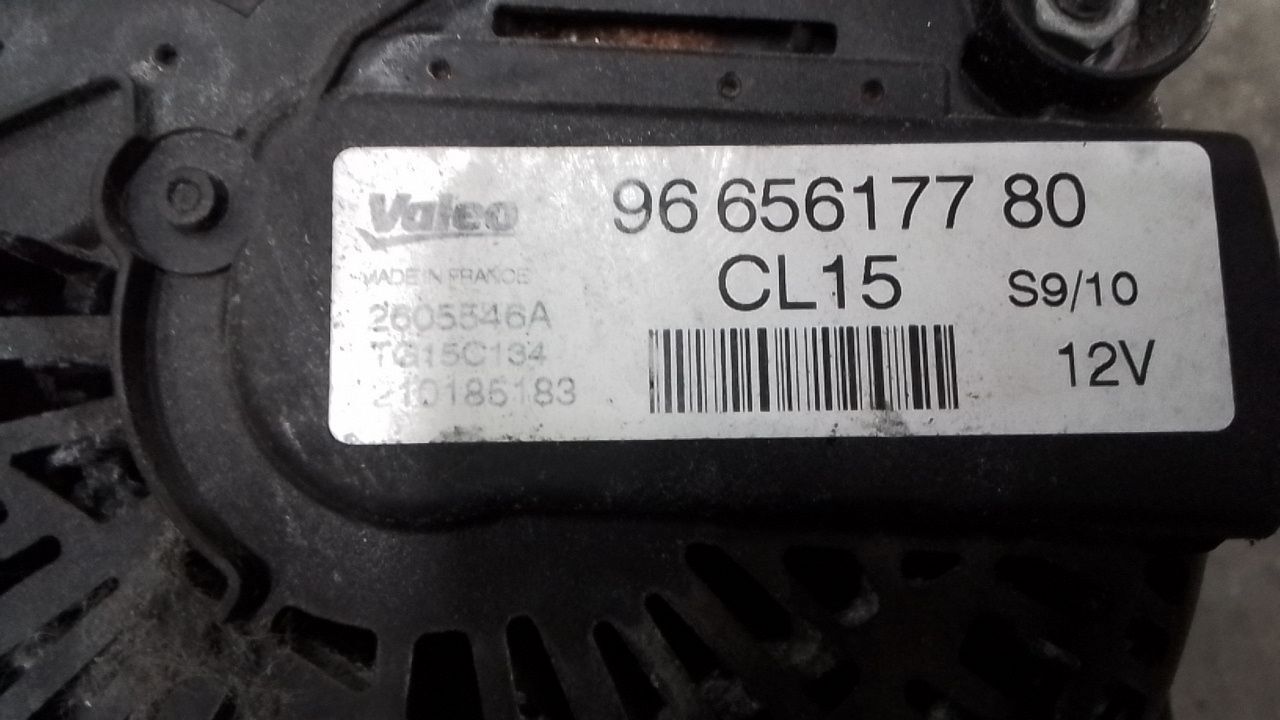 Valeo
96 656177 80
MADE IN FRANCE
CL15
S9/10
2605546A
TG15C134
12V
210185183